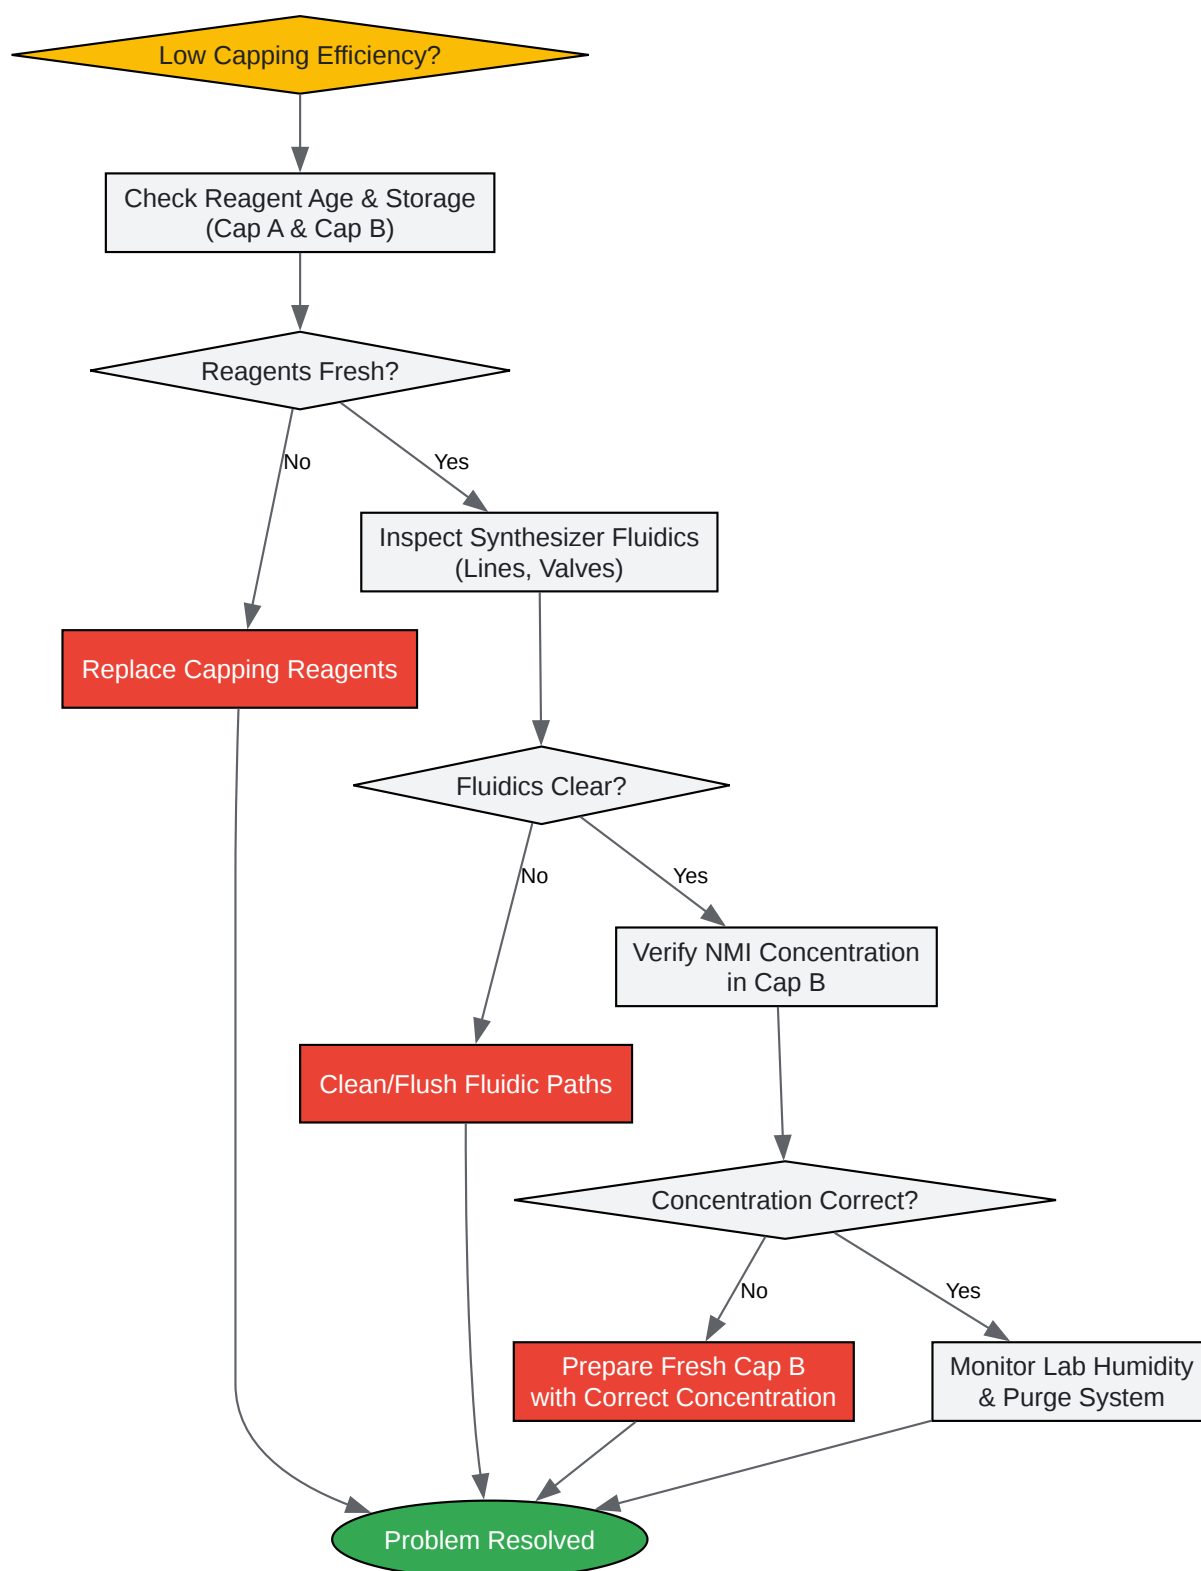 Low Capping Efficiency?
Check Reagent Age & Storage
(Cap A & Cap B)
Reagents Fresh?
No
Yes
Inspect Synthesizer Fluidics
(Lines, Valves)
Replace Capping Reagents
Fluidics Clear?
No
Yes
Verify NMI Concentration
in Cap B
Clean/Flush Fluidic Paths
Concentration Correct?
No
Yes
Prepare Fresh Cap B
with Correct Concentration
Monitor Lab Humidity
& Purge System
Problem Resolved